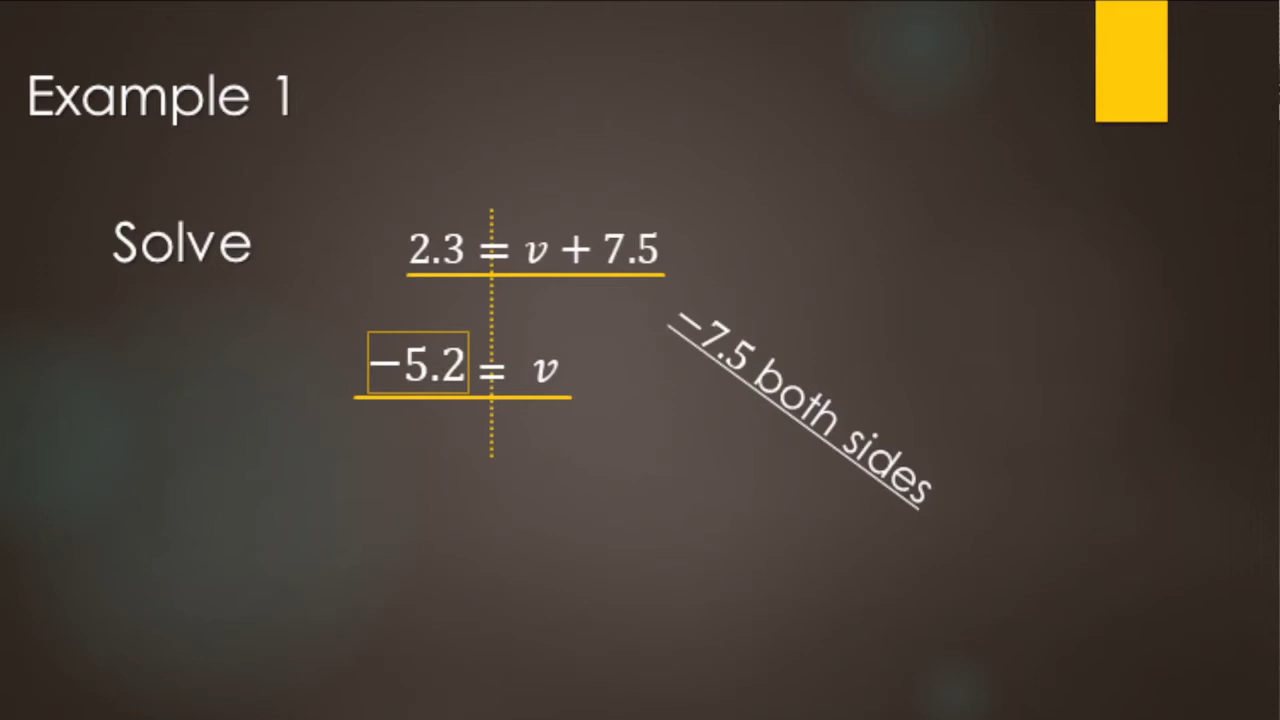 Example 1
Solve
2.3 = v + 7.5
−5.2 = v
−7.5 both sides